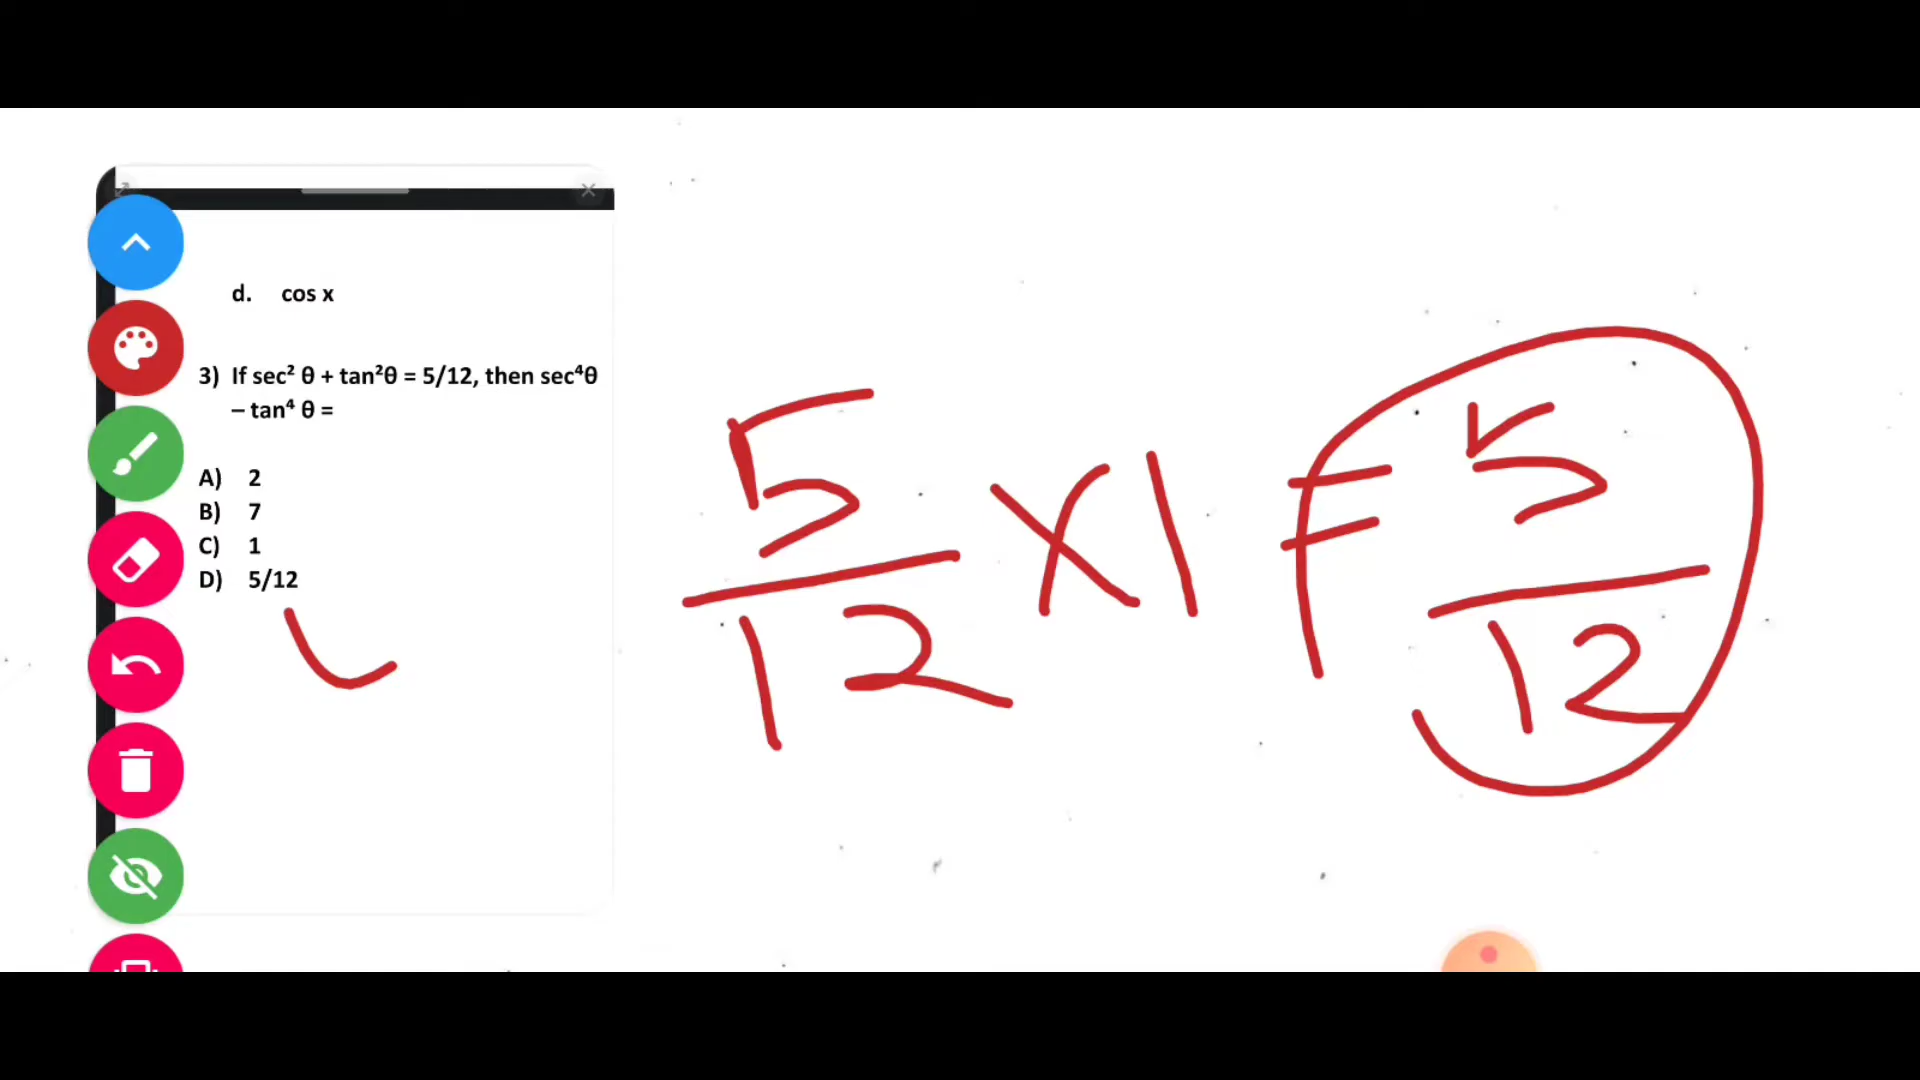 d. cos x
3) If sec² θ + tan²θ = 5/12, then sec⁴θ
– tan⁴ θ =
A) 2
B) 7
C) 1
D) 5/12
5/12 X 1 = 5/12